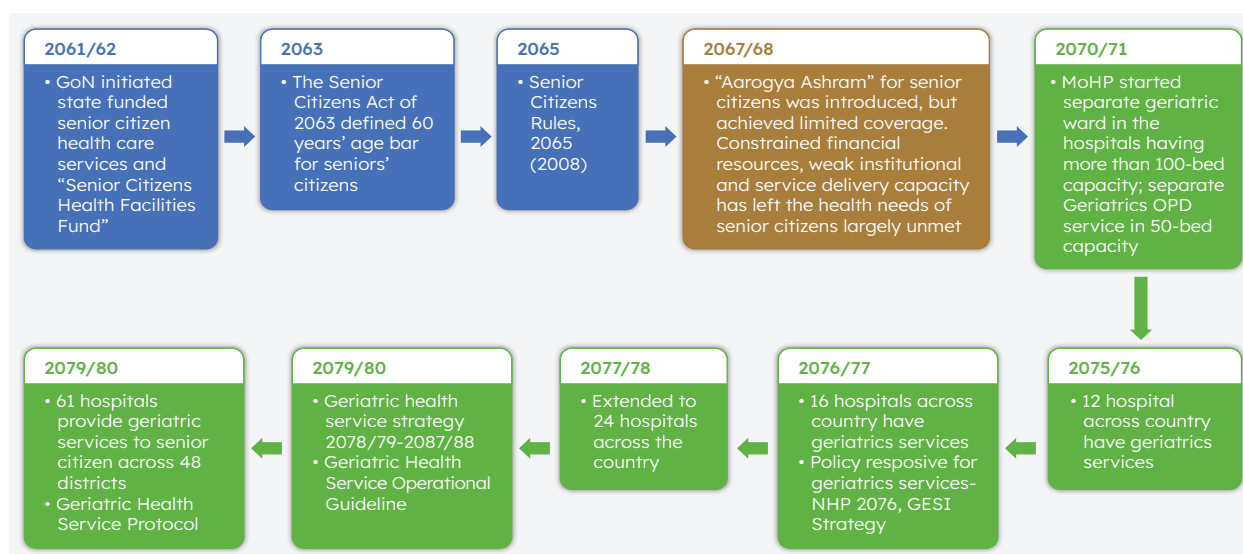 2061/62
• GoN initiated
state funded
senior citizen
health care
services and
“Senior Citizens
Health Facilities
Fund”
2063
• The Senior
Citizens Act of
2063 defined 60
years’ age bar
for seniors’
citizens
2065
• Senior
Citizens
Rules,
2065
(2008)
2067/68
• “Aarogya Ashram” for senior
citizens was introduced, but
achieved limited coverage.
Constrained financial
resources, weak institutional
and service delivery capacity
has left the health needs of
senior citizens largely unmet
2070/71
• MoHP started
separate geriatric
ward in the
hospitals having
more than 100-bed
capacity; separate
Geriatrics OPD
service in 50-bed
capacity
2075/76
• 12 hospital
across country
have geriatrics
services
2076/77
• 16 hospitals across
country have
geriatrics services
• Policy resposive for
geriatrics services-
NHP 2076, GESI
Strategy
2077/78
• Extended to
24 hospitals
across the
country
2079/80
• Geriatric health
service strategy
2078/79-2087/88
• Geriatric Health
Service Operational
Guideline
2079/80
• 61 hospitals
provide geriatric
services to senior
citizen across 48
districts
• Geriatric Health
Service Protocol